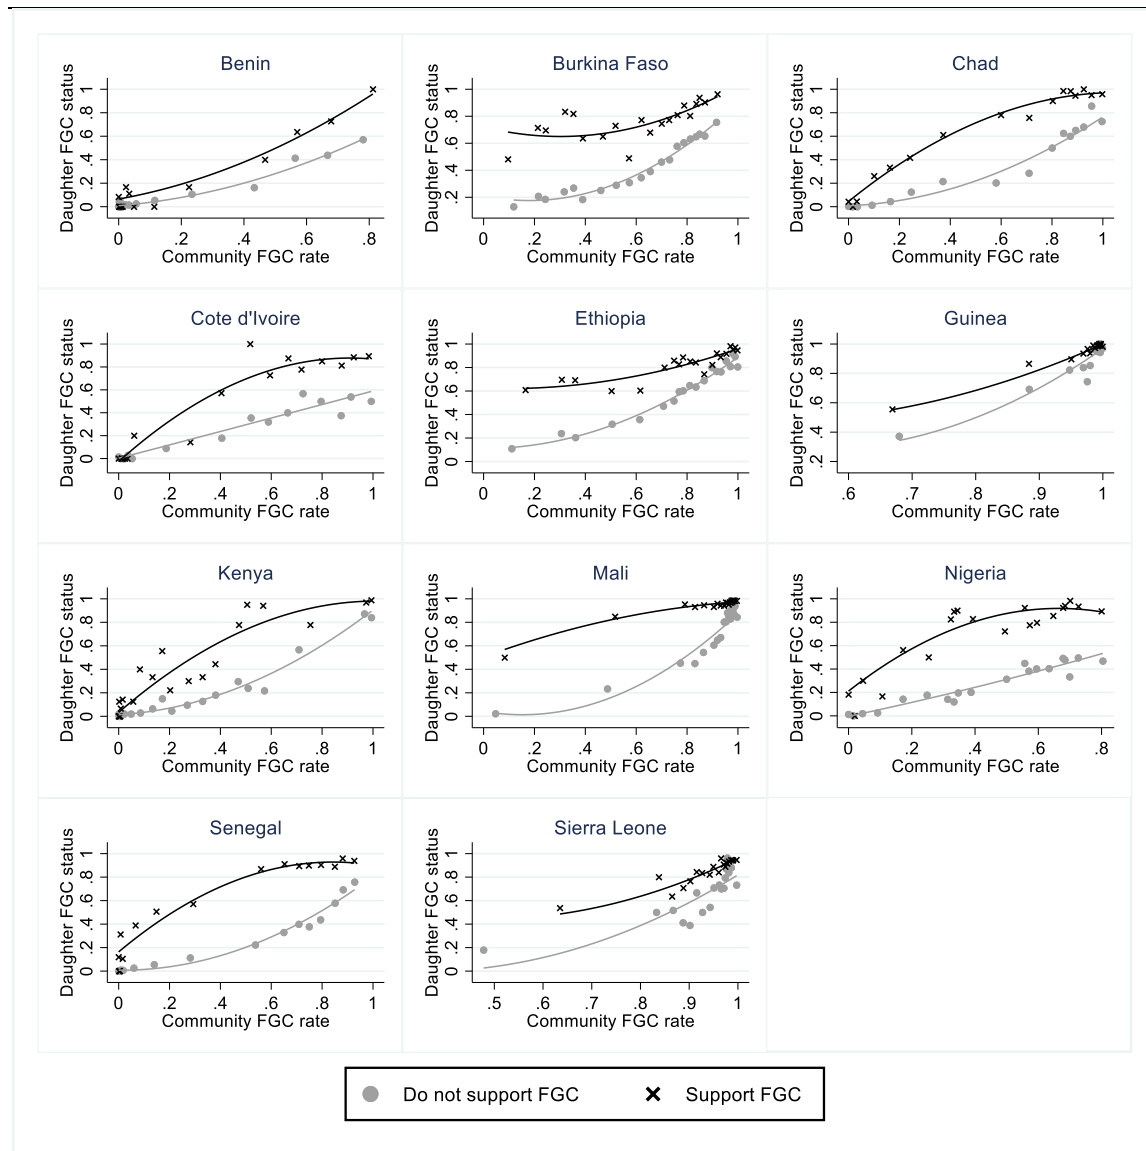 Benin
Daughter FGC status
0 .2 .4 .6 .8 1
0 .2 .4 .6 .8
Community FGC rate
Burkina Faso
Daughter FGC status
.2 .4 .6 .8 1
0 .2 .4 .6 .8 1
Community FGC rate
Chad
Daughter FGC status
0 .2 .4 .6 .8 1
0 .2 .4 .6 .8 1
Community FGC rate
Cote d'Ivoire
Daughter FGC status
0 .2 .4 .6 .8 1
0 .2 .4 .6 .8 1
Community FGC rate
Ethiopia
Daughter FGC status
0 .2 .4 .6 .8 1
0 .2 .4 .6 .8 1
Community FGC rate
Guinea
Daughter FGC status
.2 .4 .6 .8 1
.6 .7 .8 .9 1
Community FGC rate
Kenya
Daughter FGC status
0 .2 .4 .6 .8 1
0 .2 .4 .6 .8 1
Community FGC rate
Mali
Daughter FGC status
0 .2 .4 .6 .8 1
0 .2 .4 .6 .8 1
Community FGC rate
Nigeria
Daughter FGC status
0 .2 .4 .6 .8 1
0 .2 .4 .6 .8
Community FGC rate
Senegal
Daughter FGC status
0 .2 .4 .6 .8 1
0 .2 .4 .6 .8 1
Community FGC rate
Sierra Leone
Daughter FGC status
0 .2 .4 .6 .8 1
.5 .6 .7 .8 .9 1
Community FGC rate
Do not support FGC Support FGC